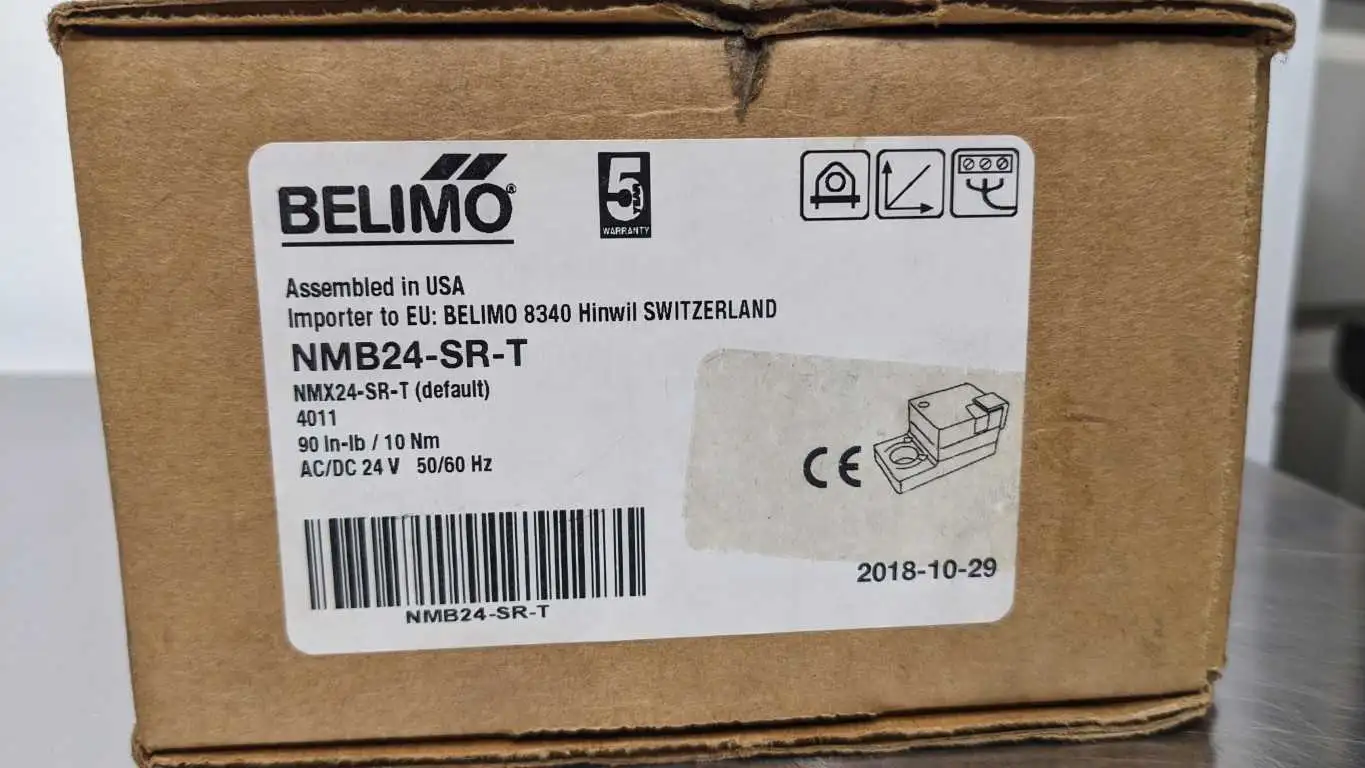 BELIMO®
5 YEAR
WARRANTY
Assembled in USA
Importer to EU: BELIMO 8340 Hinwil SWITZERLAND
NMB24-SR-T
NMX24-SR-T (default)
4011
90 In-lb / 10 Nm
AC/DC 24 V 50/60 Hz
CE
2018-10-29
NMB24-SR-T